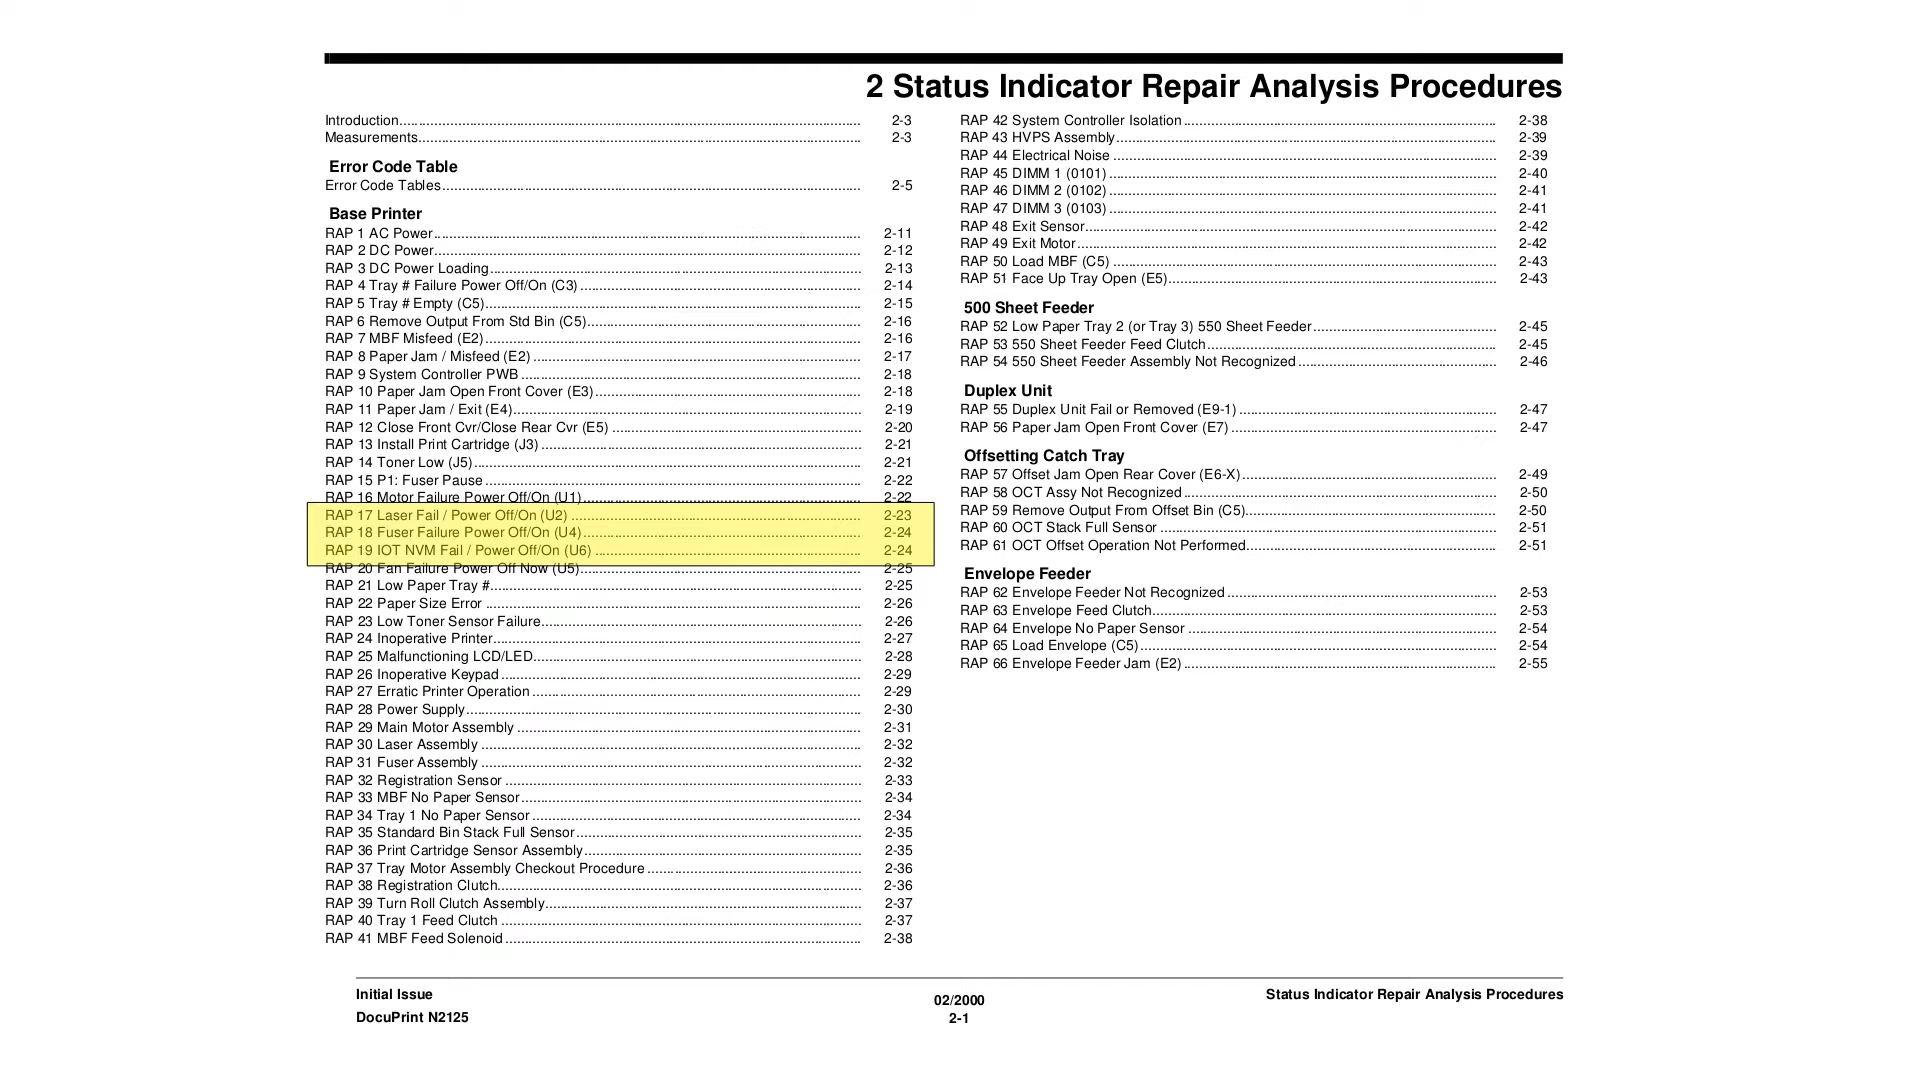 2 Status Indicator Repair Analysis Procedures
Introduction 2-3
Measurements 2-3
Error Code Table
Error Code Tables 2-5
Base Printer
RAP 1 AC Power 2-11
RAP 2 DC Power 2-12
RAP 3 DC Power Loading 2-13
RAP 4 Tray # Failure Power Off/On (C3) 2-14
RAP 5 Tray # Empty (C5) 2-15
RAP 6 Remove Output From Std Bin (C5) 2-16
RAP 7 MBF Misfeed (E2) 2-16
RAP 8 Paper Jam / Misfeed (E2) 2-17
RAP 9 System Controller PWB 2-18
RAP 10 Paper Jam Open Front Cover (E3) 2-18
RAP 11 Paper Jam / Exit (E4) 2-19
RAP 12 Close Front Cvr/Close Rear Cvr (E5) 2-20
RAP 13 Install Print Cartridge (J3) 2-21
RAP 14 Toner Low (J5) 2-21
RAP 15 P1: Fuser Pause 2-22
RAP 16 Motor Failure Power Off/On (U1) 2-22
RAP 17 Laser Fail / Power Off/On (U2) 2-23
RAP 18 Fuser Failure Power Off/On (U4) 2-24
RAP 19 IOT NVM Fail / Power Off/On (U6) 2-24
RAP 20 Fan Failure Power Off Now (U5) 2-25
RAP 21 Low Paper Tray # 2-25
RAP 22 Paper Size Error 2-26
RAP 23 Low Toner Sensor Failure 2-26
RAP 24 Inoperative Printer 2-27
RAP 25 Malfunctioning LCD/LED 2-28
RAP 26 Inoperative Keypad 2-29
RAP 27 Erratic Printer Operation 2-29
RAP 28 Power Supply 2-30
RAP 29 Main Motor Assembly 2-31
RAP 30 Laser Assembly 2-32
RAP 31 Fuser Assembly 2-32
RAP 32 Registration Sensor 2-33
RAP 33 MBF No Paper Sensor 2-34
RAP 34 Tray 1 No Paper Sensor 2-34
RAP 35 Standard Bin Stack Full Sensor 2-35
RAP 36 Print Cartridge Sensor Assembly 2-35
RAP 37 Tray Motor Assembly Checkout Procedure 2-36
RAP 38 Registration Clutch 2-36
RAP 39 Turn Roll Clutch Assembly 2-37
RAP 40 Tray 1 Feed Clutch 2-37
RAP 41 MBF Feed Solenoid 2-38
RAP 42 System Controller Isolation 2-38
RAP 43 HVPS Assembly 2-39
RAP 44 Electrical Noise 2-39
RAP 45 DIMM 1 (0101) 2-40
RAP 46 DIMM 2 (0102) 2-41
RAP 47 DIMM 3 (0103) 2-41
RAP 48 Exit Sensor 2-42
RAP 49 Exit Motor 2-42
RAP 50 Load MBF (C5) 2-43
RAP 51 Face Up Tray Open (E5) 2-43
500 Sheet Feeder
RAP 52 Low Paper Tray 2 (or Tray 3) 550 Sheet Feeder 2-45
RAP 53 550 Sheet Feeder Feed Clutch 2-45
RAP 54 550 Sheet Feeder Assembly Not Recognized 2-46
Duplex Unit
RAP 55 Duplex Unit Fail or Removed (E9-1) 2-47
RAP 56 Paper Jam Open Front Cover (E7) 2-47
Offsetting Catch Tray
RAP 57 Offset Jam Open Rear Cover (E6-X) 2-49
RAP 58 OCT Assy Not Recognized 2-50
RAP 59 Remove Output From Offset Bin (C5) 2-50
RAP 60 OCT Stack Full Sensor 2-51
RAP 61 OCT Offset Operation Not Performed 2-51
Envelope Feeder
RAP 62 Envelope Feeder Not Recognized 2-53
RAP 63 Envelope Feed Clutch 2-53
RAP 64 Envelope No Paper Sensor 2-54
RAP 65 Load Envelope (C5) 2-54
RAP 66 Envelope Feeder Jam (E2) 2-55
Initial Issue
DocuPrint N2125
02/2000
2-1
Status Indicator Repair Analysis Procedures